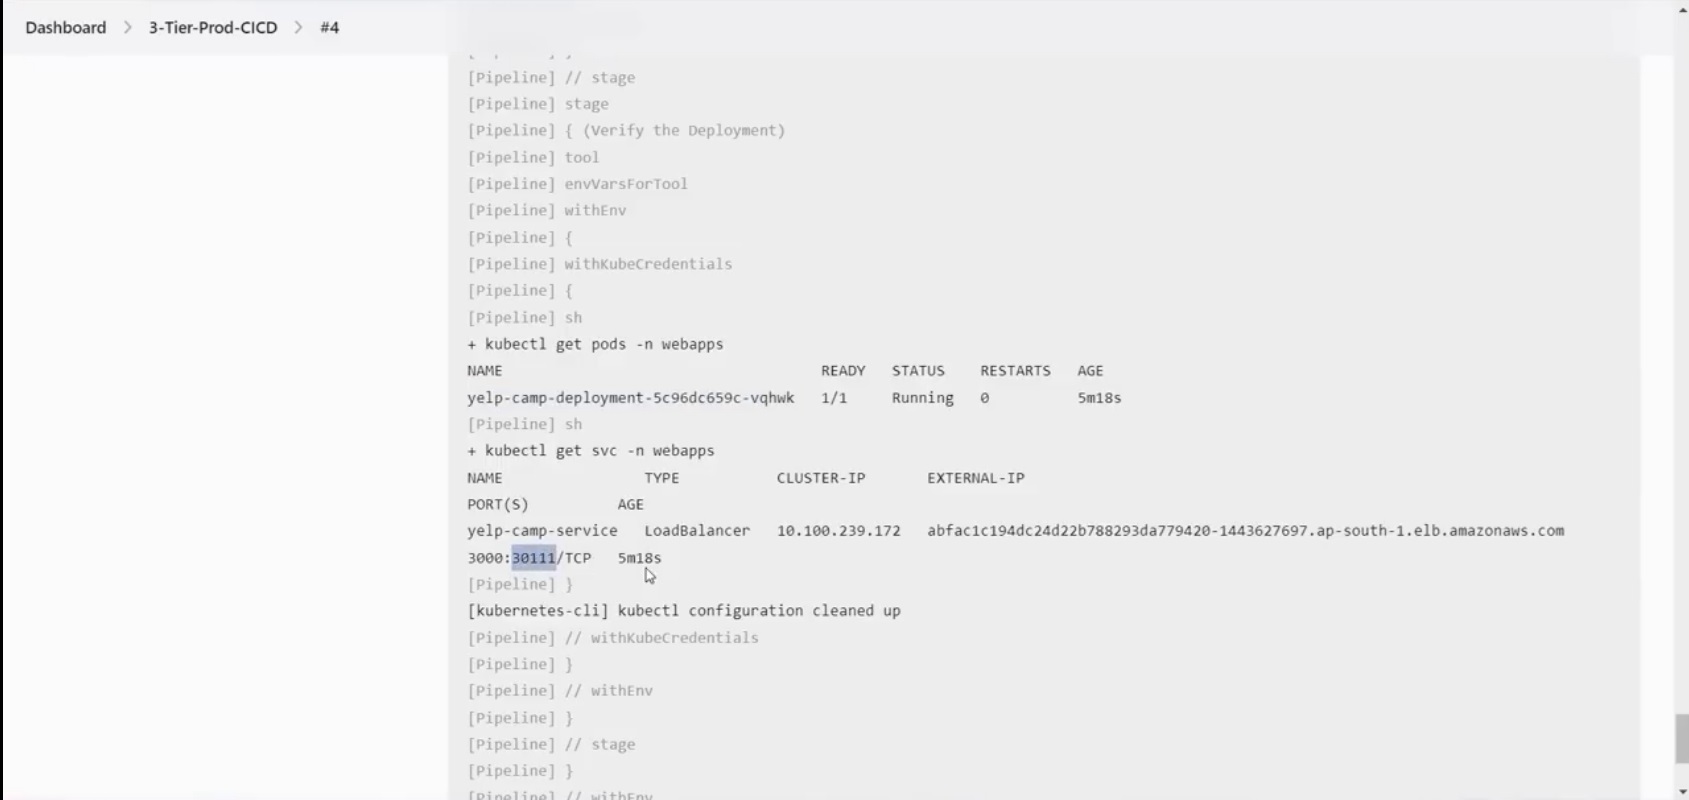 Dashboard > 3-Tier-Prod-CICD > #4
[Pipeline] }
[Pipeline] // stage
[Pipeline] stage
[Pipeline] { (Verify the Deployment)
[Pipeline] tool
[Pipeline] envVarsForTool
[Pipeline] withEnv
[Pipeline] {
[Pipeline] withKubeCredentials
[Pipeline] {
[Pipeline] sh
+ kubectl get pods -n webapps
NAME READY STATUS RESTARTS AGE
yelp-camp-deployment-5c96dc659c-vqhwk 1/1 Running 0 5m18s
[Pipeline] sh
+ kubectl get svc -n webapps
NAME TYPE CLUSTER-IP EXTERNAL-IP
PORT(S) AGE
yelp-camp-service LoadBalancer 10.100.239.172 abfac1c194dc24d22b788293da779420-1443627697.ap-south-1.elb.amazonaws.com
3000:30111/TCP 5m18s
[Pipeline] }
[kubernetes-cli] kubectl configuration cleaned up
[Pipeline] // withKubeCredentials
[Pipeline] }
[Pipeline] // withEnv
[Pipeline] }
[Pipeline] // stage
[Pipeline] }
[Pipeline] // withEnv